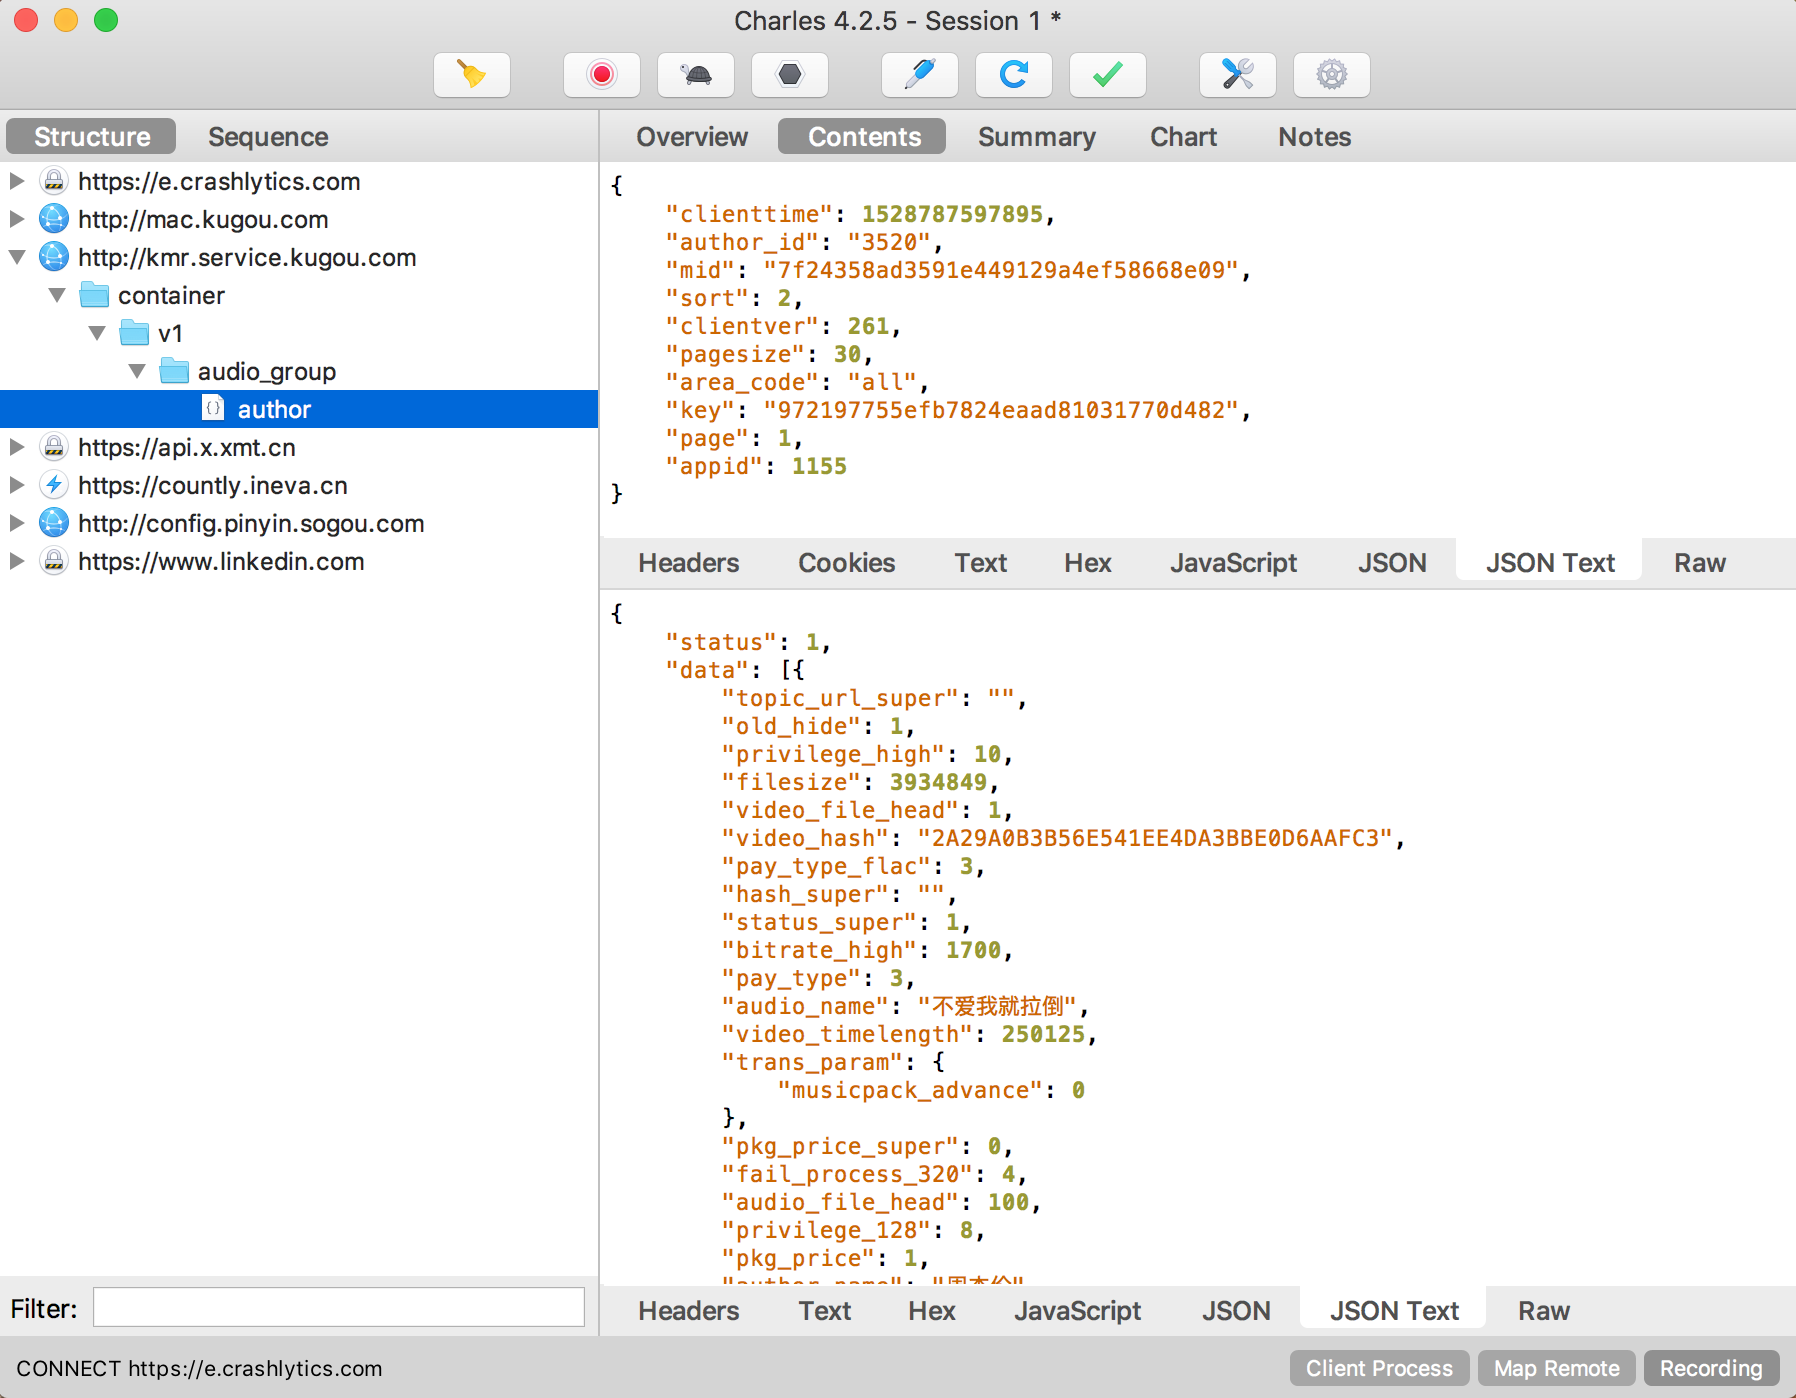 Charles 4.2.5 - Session 1 *
Structure Sequence
Overview Contents Summary Chart Notes
https://e.crashlytics.com
http://mac.kugou.com
http://kmr.service.kugou.com
container
v1
audio_group
author
https://api.x.xmt.cn
https://countly.ineva.cn
http://config.pinyin.sogou.com
https://www.linkedin.com
{
"clienttime": 1528787597895,
"author_id": "3520",
"mid": "7f24358ad3591e449129a4ef58668e09",
"sort": 2,
"clientver": 261,
"pagesize": 30,
"area_code": "all",
"key": "972197755efb7824eaad81031770d482",
"page": 1,
"appid": 1155
}
Headers Cookies Text Hex JavaScript JSON JSON Text Raw
{
"status": 1,
"data": [{
"topic_url_super": "",
"old_hide": 1,
"privilege_high": 10,
"filesize": 3934849,
"video_file_head": 1,
"video_hash": "2A29A0B3B56E541EE4DA3BBE0D6AAFC3",
"pay_type_flac": 3,
"hash_super": "",
"status_super": 1,
"bitrate_high": 1700,
"pay_type": 3,
"audio_name": "不爱我就拉倒",
"video_timelength": 250125,
"trans_param": {
"musicpack_advance": 0
},
"pkg_price_super": 0,
"fail_process_320": 4,
"audio_file_head": 100,
"privilege_128": 8,
"pkg_price": 1,
Headers Text Hex JavaScript JSON JSON Text Raw
Filter:
CONNECT https://e.crashlytics.com
Client Process Map Remote Recording